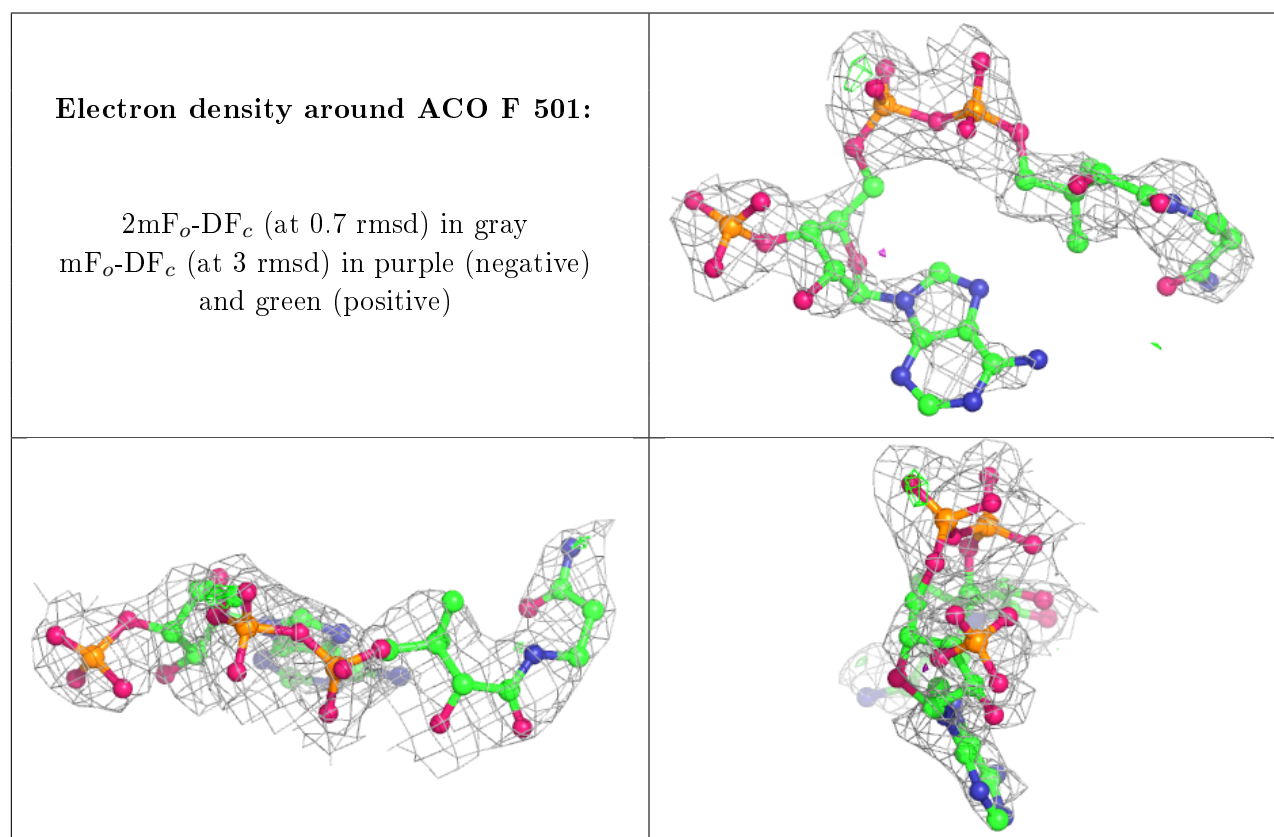 Electron density around ACO F 501:
2mFo-DFc (at 0.7 rmsd) in gray
mFo-DFc (at 3 rmsd) in purple (negative)
and green (positive)